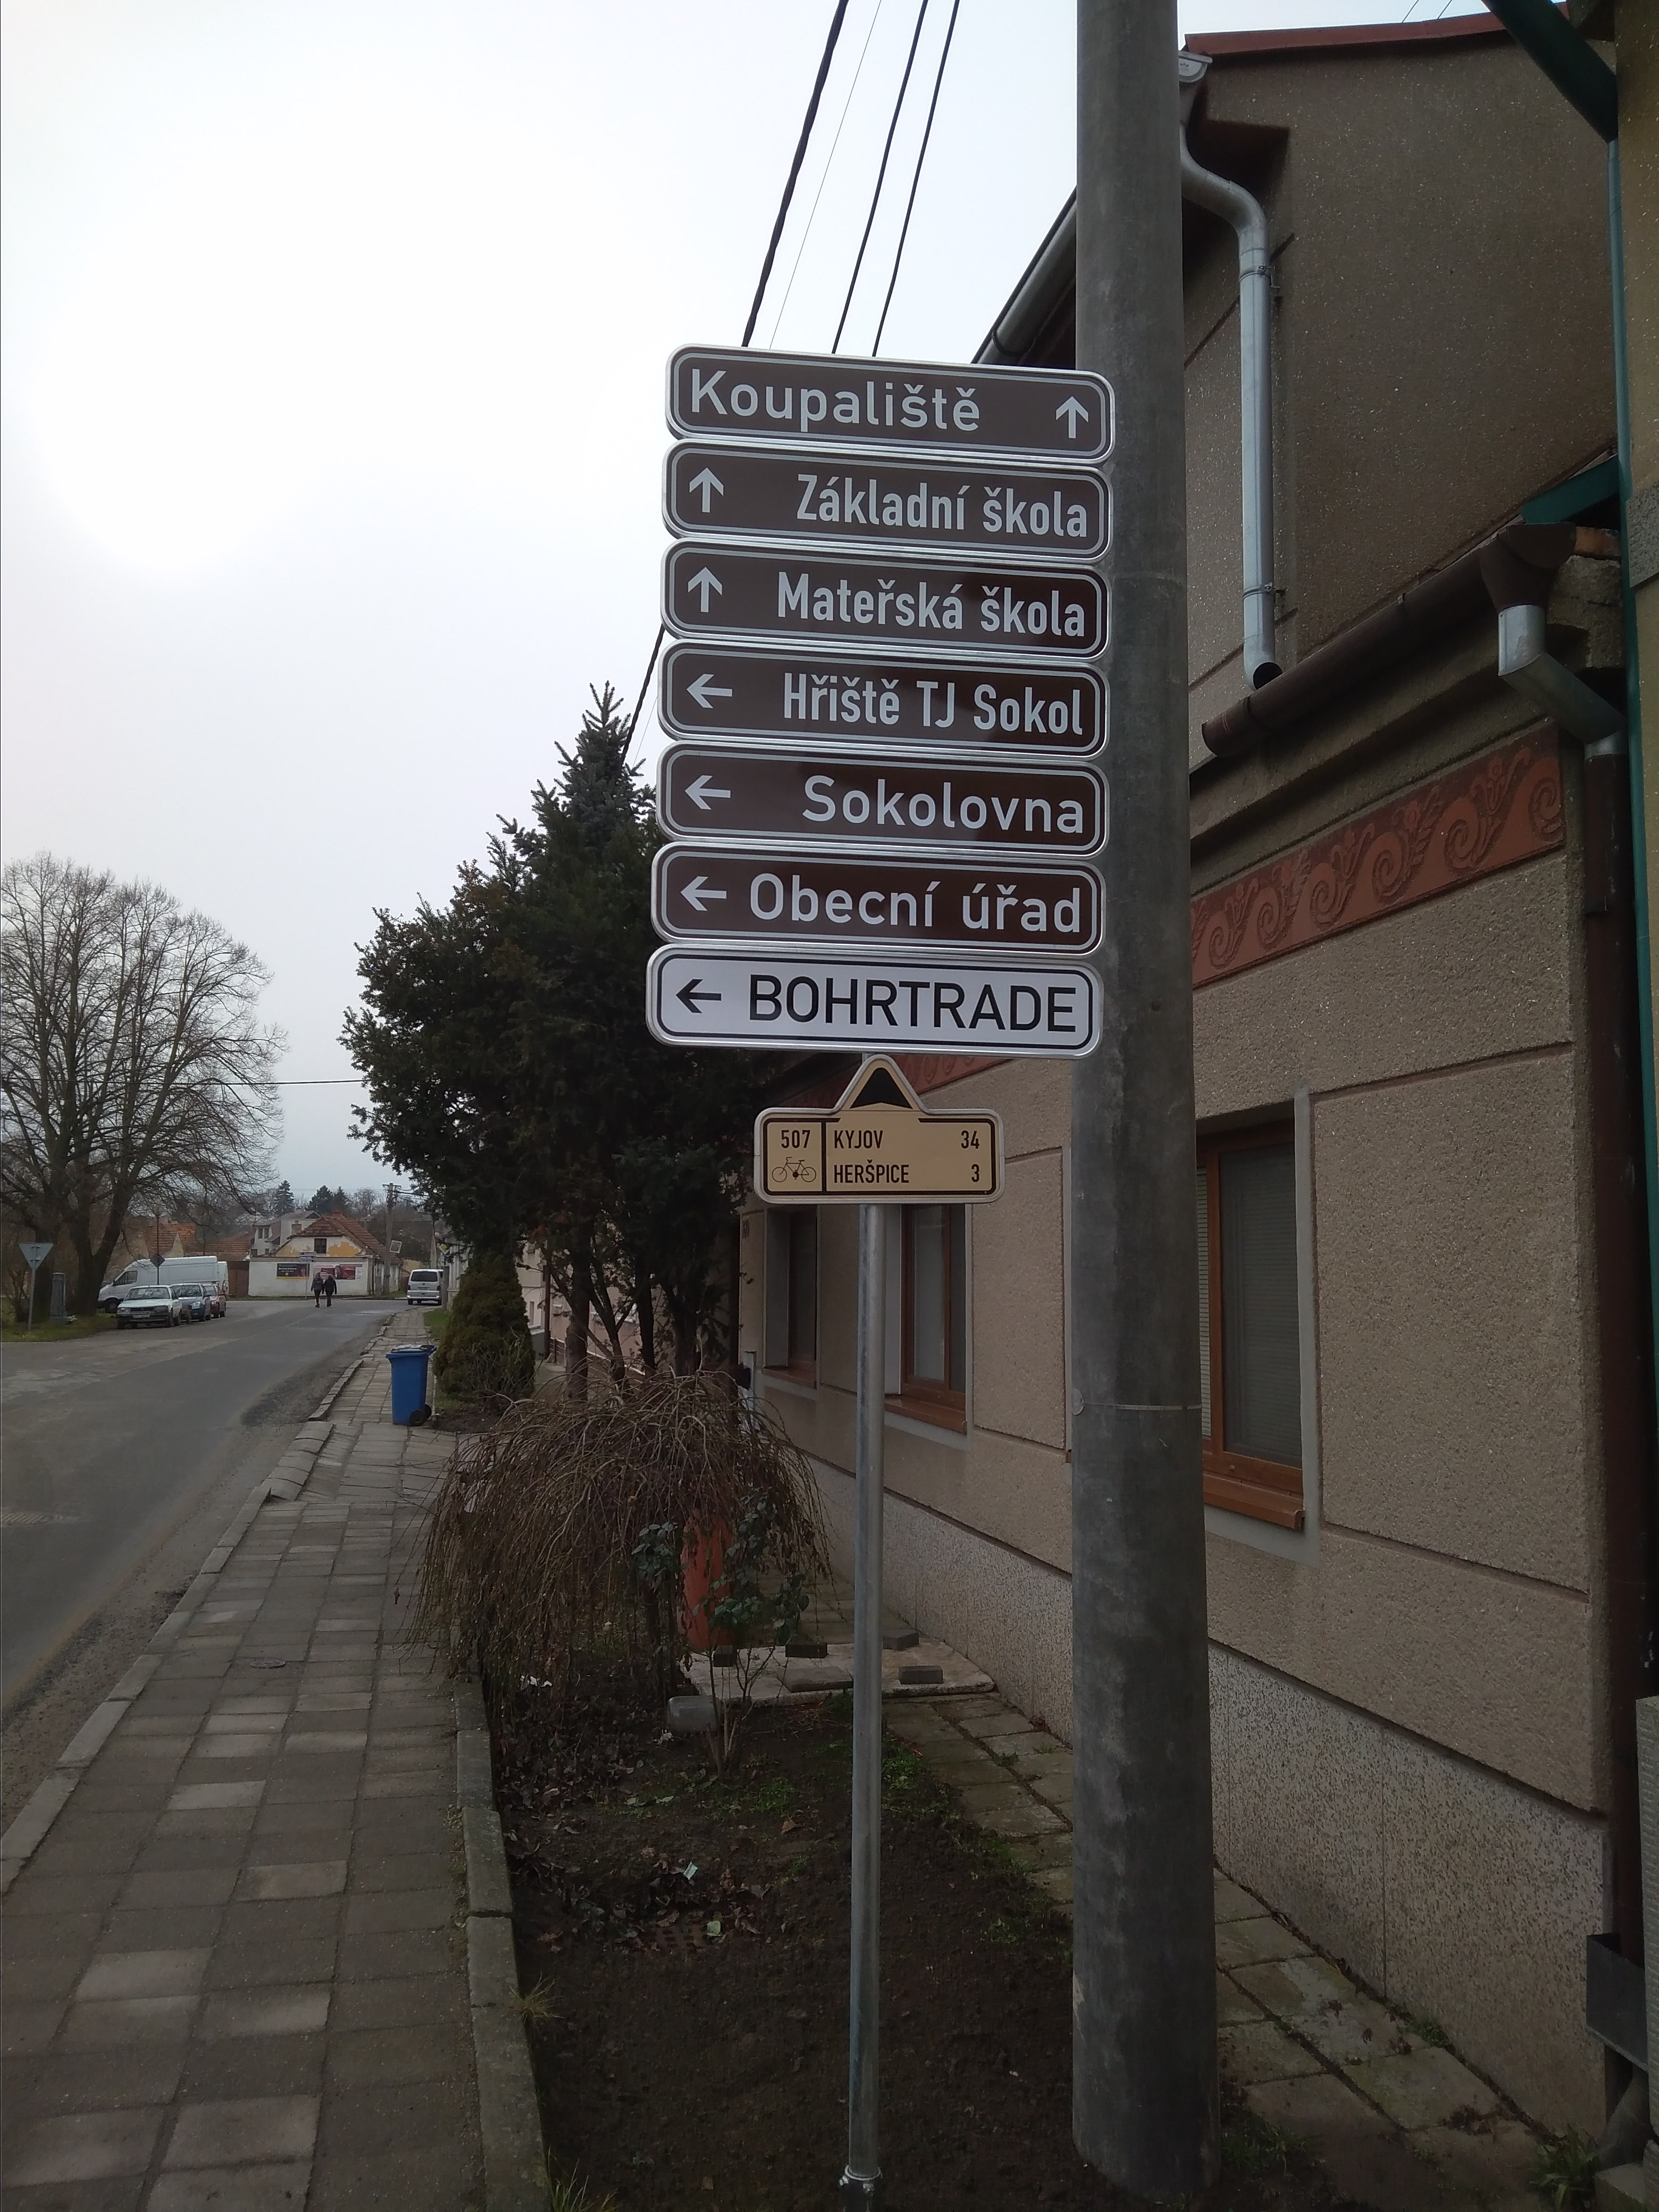 Koupaliště ↑
↑ Základní škola
↑ Mateřská škola
← Hřiště TJ Sokol
← Sokolovna
← Obecní úřad
← BOHRTRADE
507 KYJOV 34
HERŠPICE 3